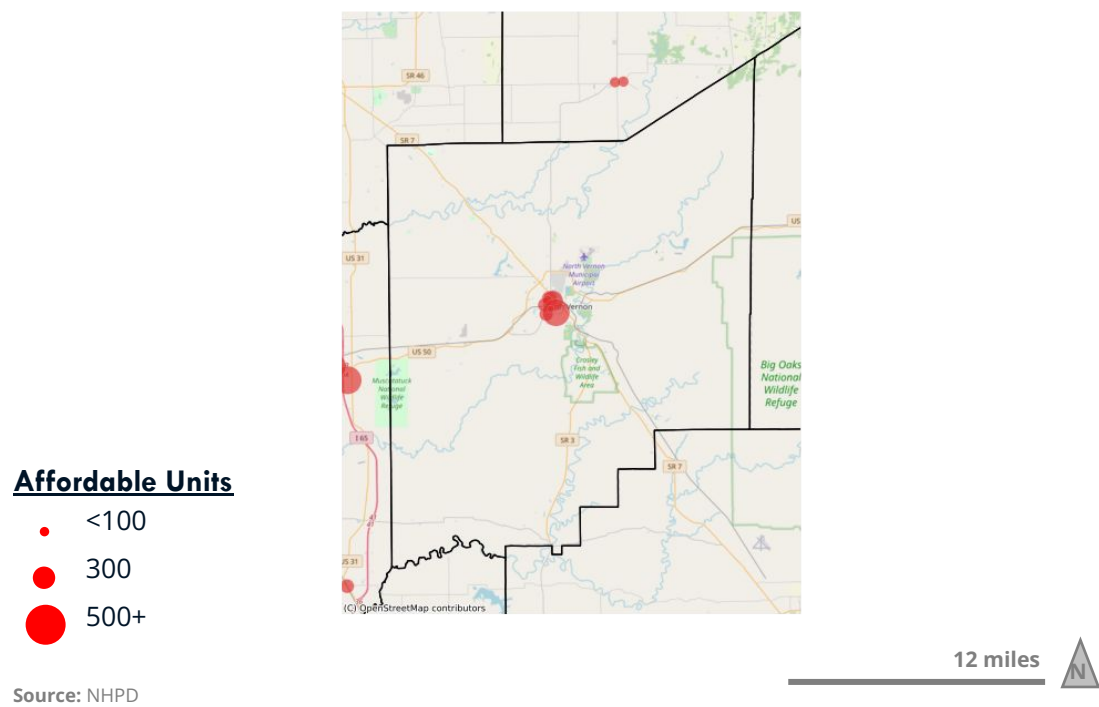 SR 46
SR 7
US
US 31
North Vernon
Municipal
Airport
Vernon
US 50
Crosley
Fish and
Wildlife
Area
Big Oaks
National
Wildlife
Refuge
Muscatatuck
National
Wildlife
Refuge
I 65
SR 3
SR 7
US 31
(C) OpenStreetMap contributors
Affordable Units
<100
300
500+
12 miles
N
Source: NHPD